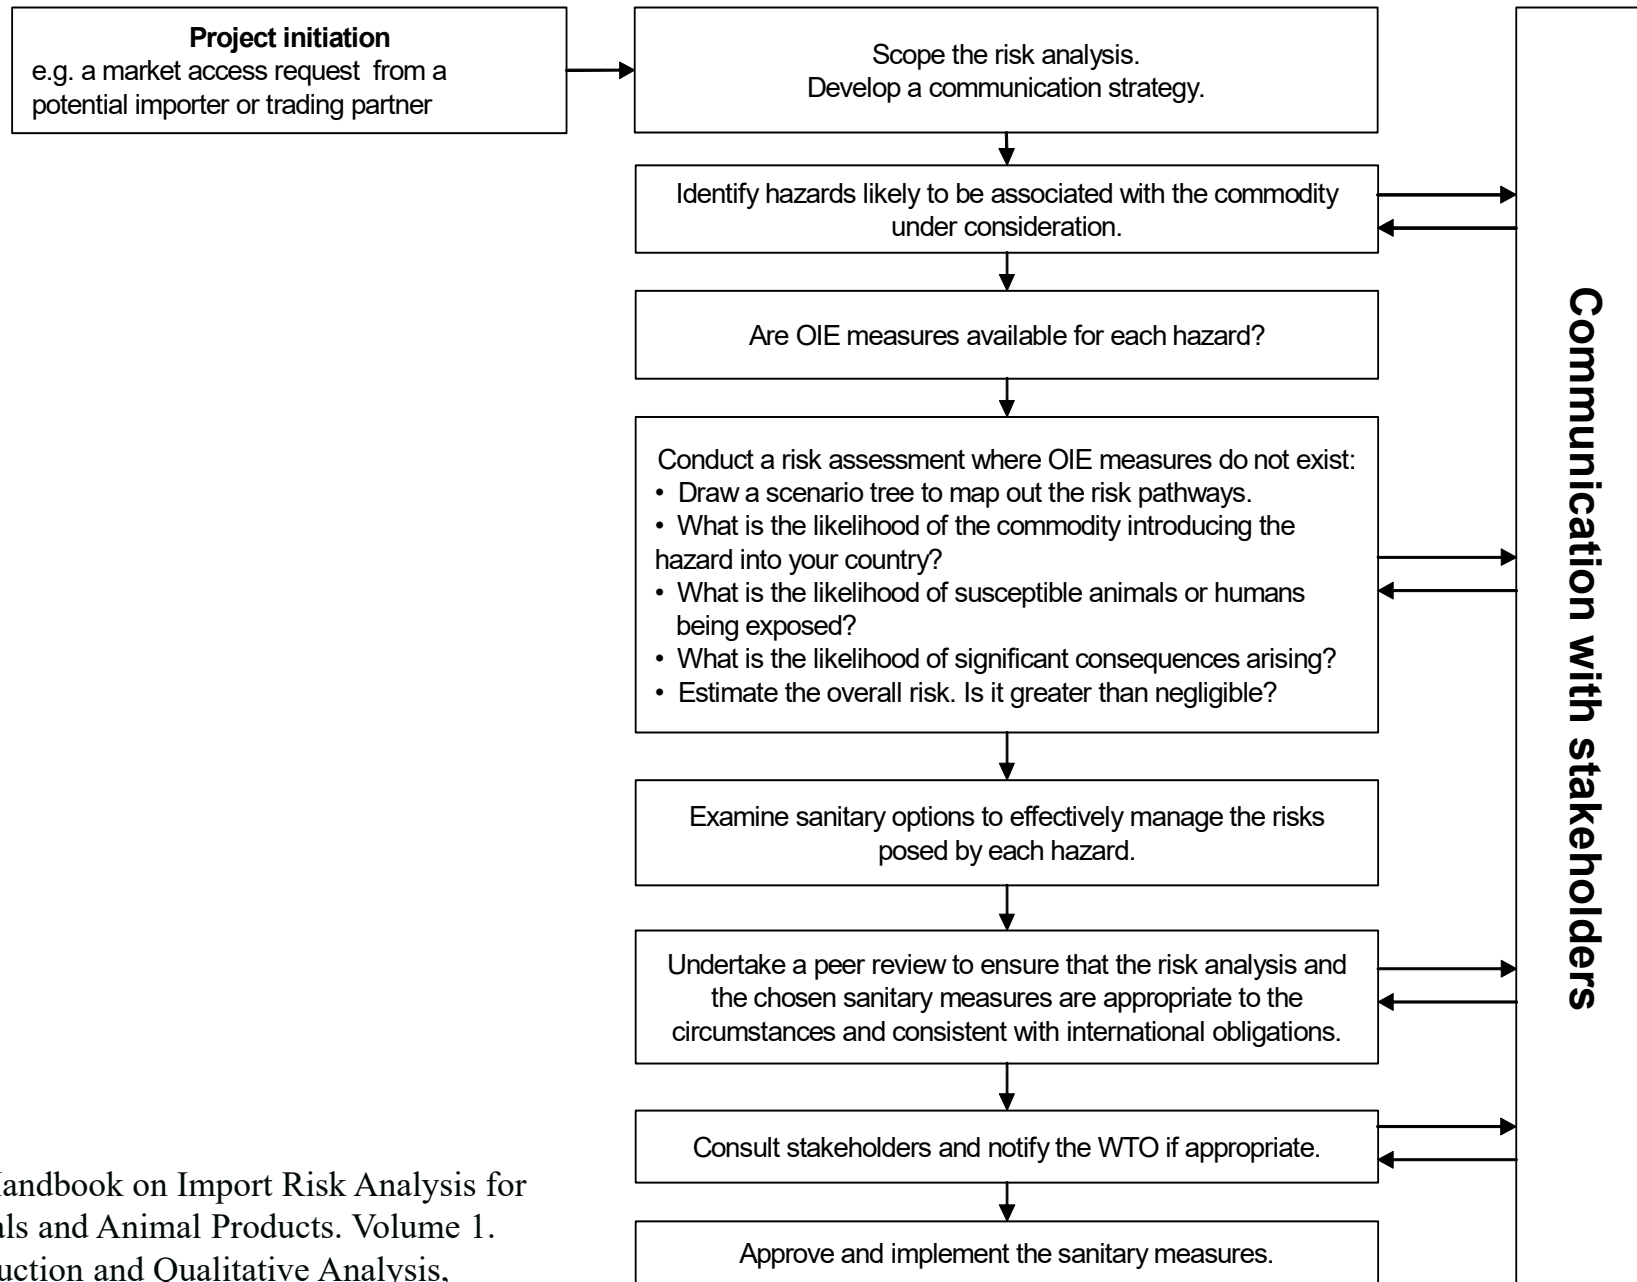 Project initiation
e.g. a market access request from a
potential importer or trading partner
Scope the risk analysis.
Develop a communication strategy.
Identify hazards likely to be associated with the commodity
under consideration.
Are OIE measures available for each hazard?
Conduct a risk assessment where OIE measures do not exist:
• Draw a scenario tree to map out the risk pathways.
• What is the likelihood of the commodity introducing the
hazard into your country?
• What is the likelihood of susceptible animals or humans
being exposed?
• What is the likelihood of significant consequences arising?
• Estimate the overall risk. Is it greater than negligible?
Examine sanitary options to effectively manage the risks
posed by each hazard.
Undertake a peer review to ensure that the risk analysis and
the chosen sanitary measures are appropriate to the
circumstances and consistent with international obligations.
Consult stakeholders and notify the WTO if appropriate.
Approve and implement the sanitary measures.
Communication with stakeholders
Handbook on Import Risk Analysis for
als and Animal Products. Volume 1.
uction and Qualitative Analysis,